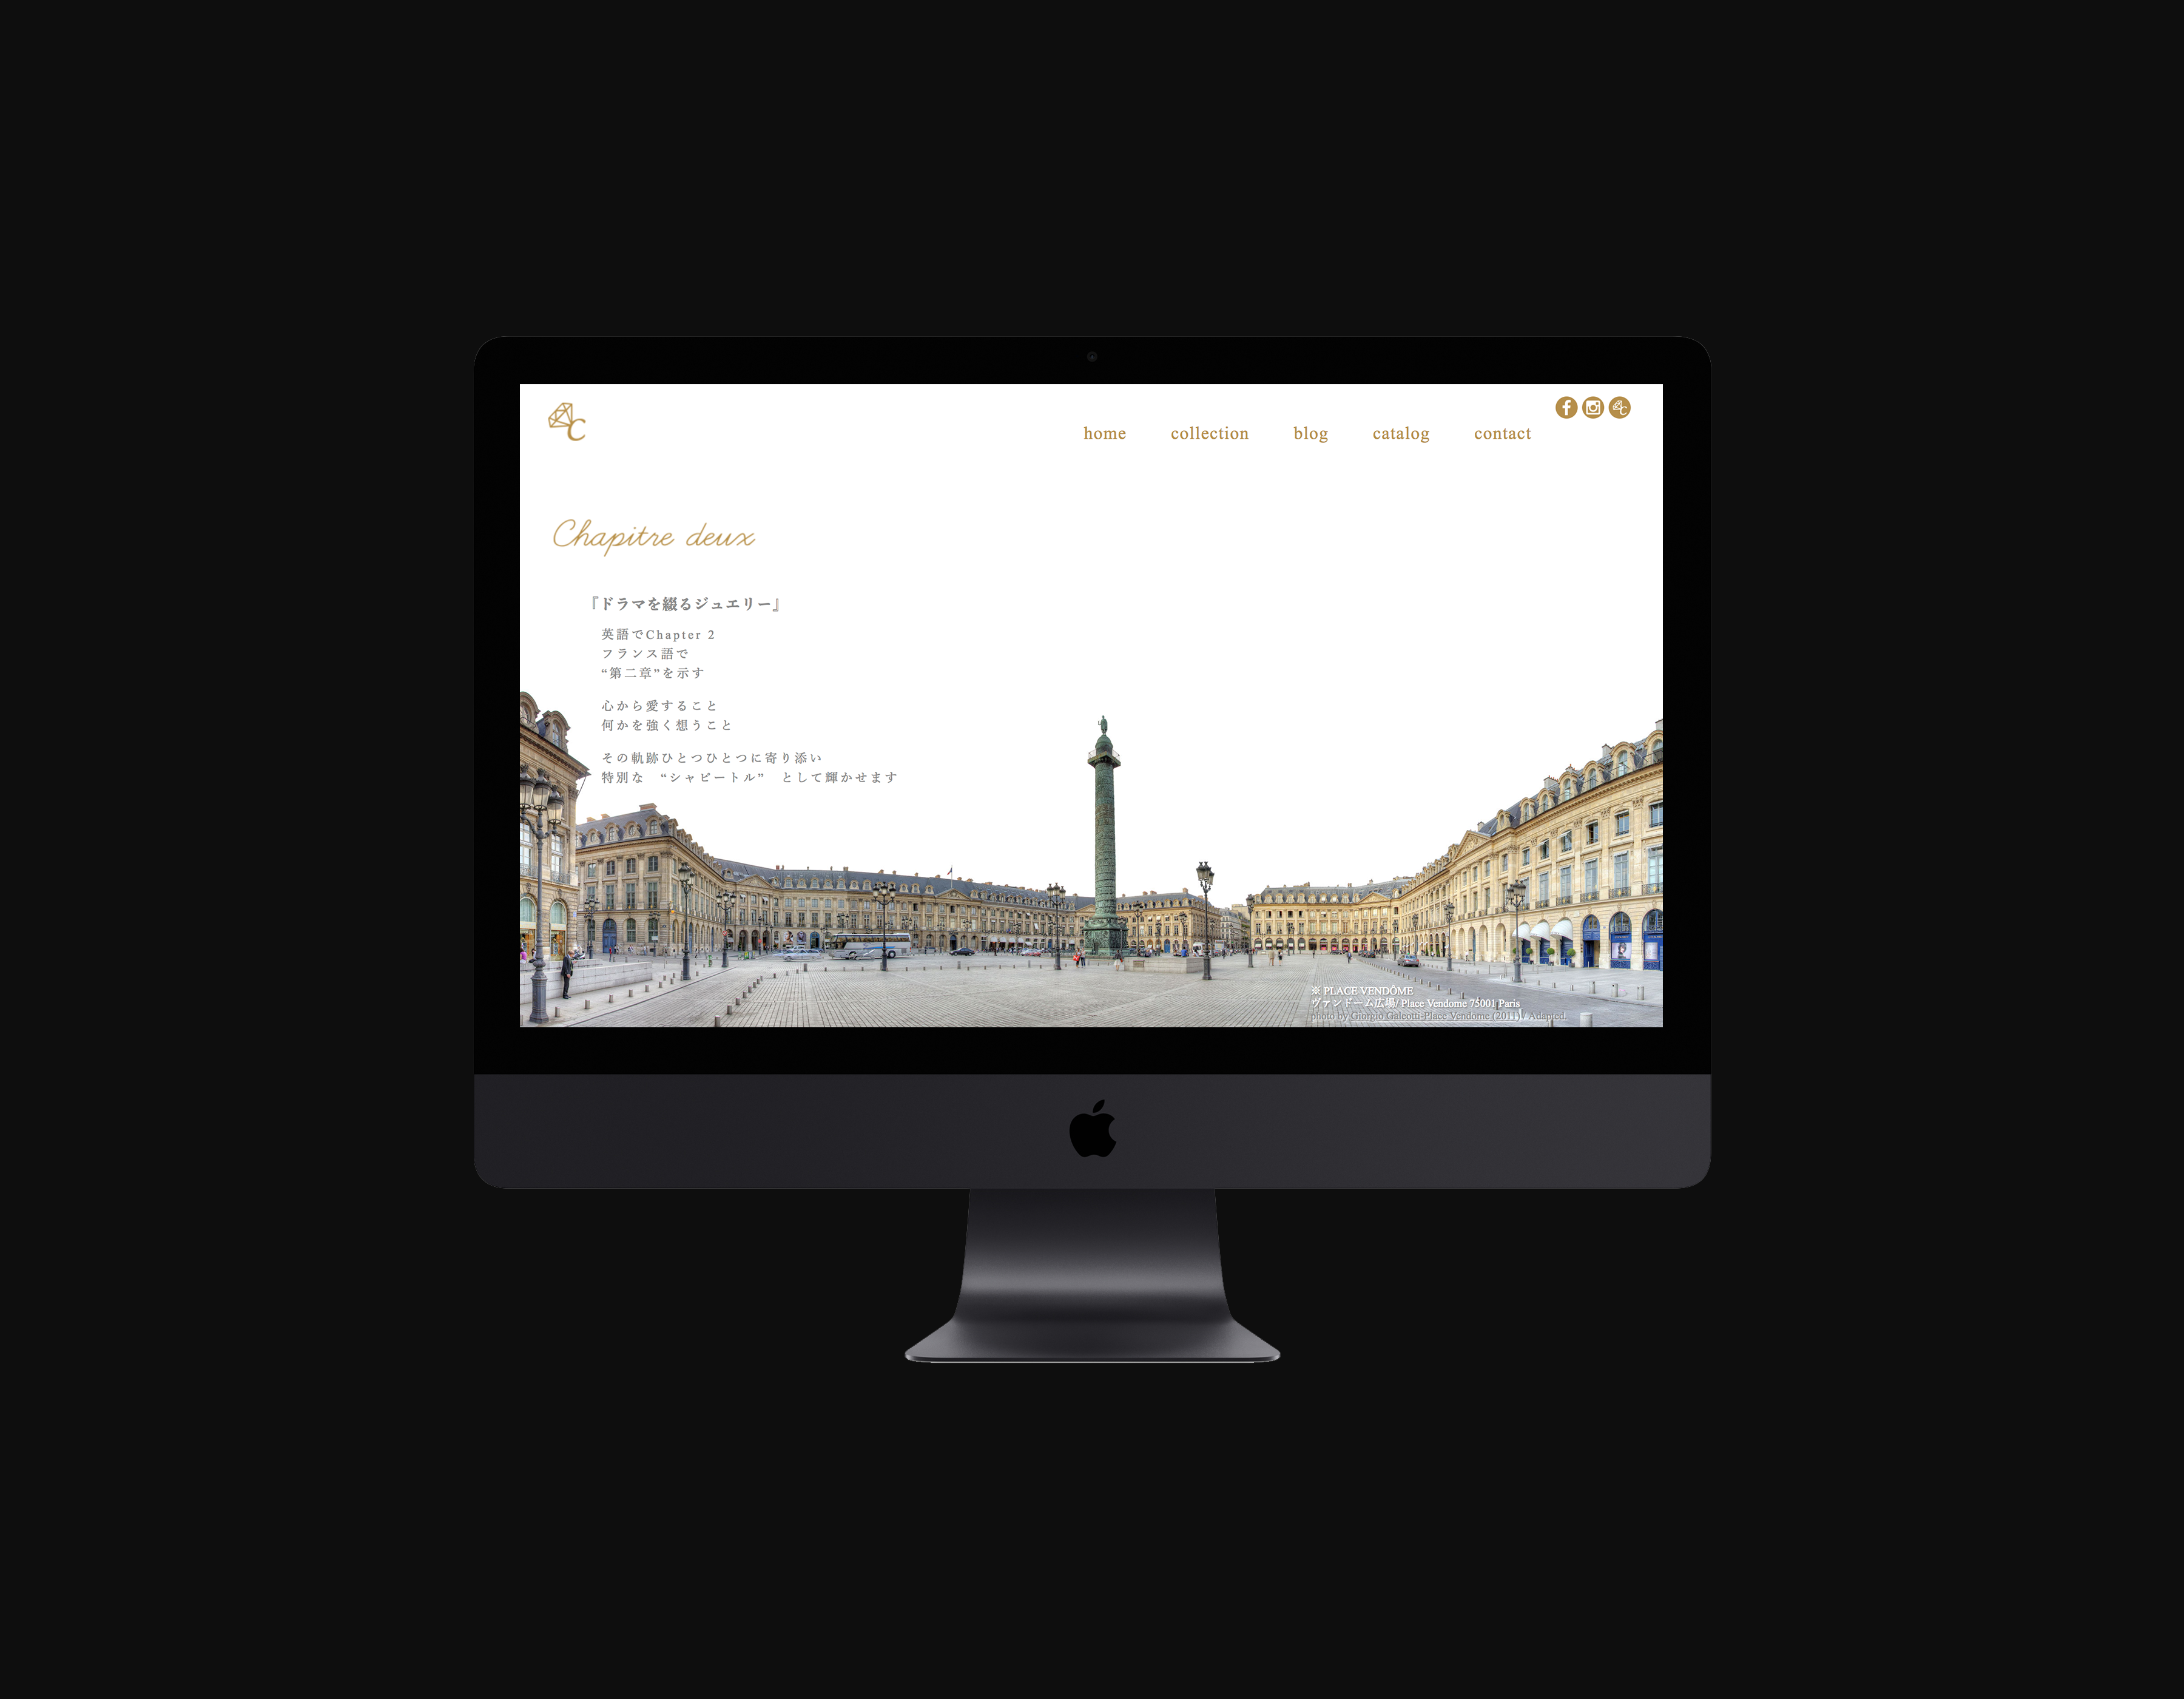 C
home collection blog catalog contact
Chapitre deux
『ドラマを綴るジュエリー』
英語でChapter 2
フランス語で
“第二章”を示す
心から愛すること
何かを強く想うこと
その軌跡ひとつひとつに寄り添い
特別な “シャピートル” として輝かせます
※ PLACE VENDÔME
ヴァンドーム広場/ Place Vendome 75001 Paris
photo by Giorgio Galeotti-Place Vendome (2011) / Adapted.